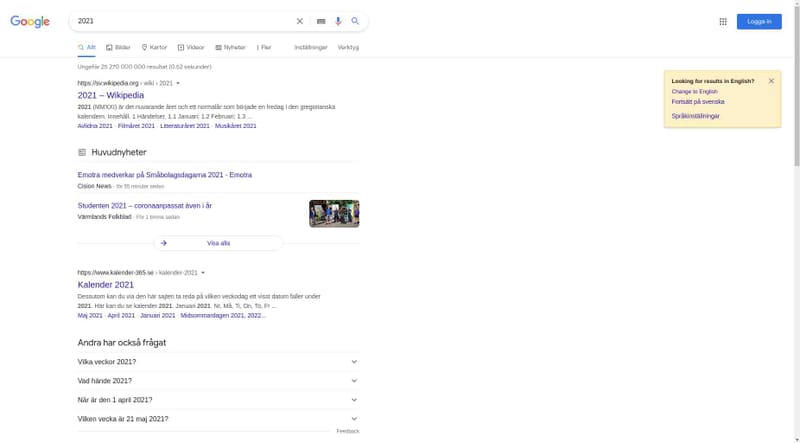 Google
2021
Logga in
Allt Bilder Kartor Videor Nyheter Fler Inställningar Verktyg
Ungefär 25 270 000 000 resultat (0,62 sekunder)
https://sv.wikipedia.org › wiki › 2021
2021 – Wikipedia
2021 (MMXXI) är det nuvarande året och ett normalår som började en fredag i den gregorianska
kalendern. Innehåll. 1 Händelser. 1.1 Januari; 1.2 Februari; 1.3 ...
Avlidna 2021 · Filmåret 2021 · Litteraturåret 2021 · Musikåret 2021
Looking for results in English?
Change to English
Fortsätt på svenska
Språkinställningar
Huvudnyheter
Emotra medverkar på Småbolagsdagarna 2021 - Emotra
Cision News · för 55 minuter sedan
Studenten 2021 – coronaanpassat även i år
Värmlands Folkblad · För 1 timme sedan
Visa alla
https://www.kalender-365.se › kalender-2021
Kalender 2021
Dessutom kan du via den här sajten ta reda på vilken veckodag ett visst datum faller under
2021. Här kan du se kalender 2021. Januari 2021. Nr, Må, Ti, On, To, Fr ...
Maj 2021 · April 2021 · Januari 2021 · Midsommardagen 2021, 2022...
Andra har också frågat
Vilka veckor 2021?
Vad hände 2021?
När är den 1 april 2021?
Vilken vecka är 21 maj 2021?
Feedback